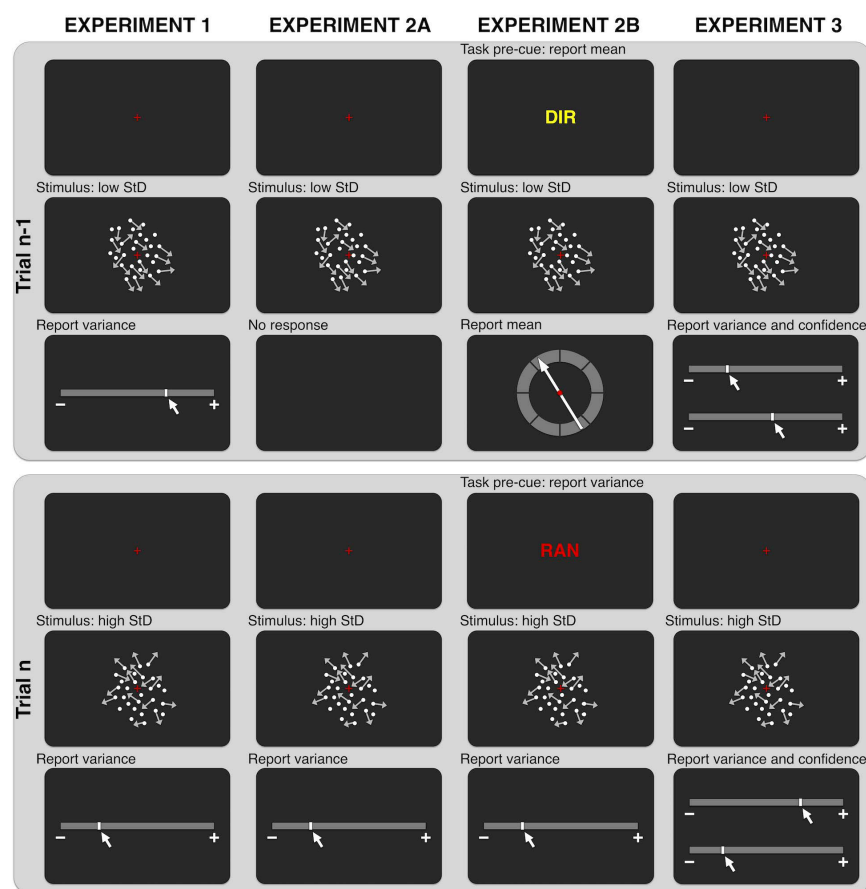 EXPERIMENT 1 EXPERIMENT 2A EXPERIMENT 2B EXPERIMENT 3
Trial n-1
Task pre-cue: report mean
DIR
Stimulus: low StD Stimulus: low StD Stimulus: low StD Stimulus: low StD
Report variance No response Report mean Report variance and confidence
− +
− +
− +
Trial n
Task pre-cue: report variance
RAN
Stimulus: high StD Stimulus: high StD Stimulus: high StD Stimulus: high StD
Report variance Report variance Report variance Report variance and confidence
− +
− + − + − +
− +